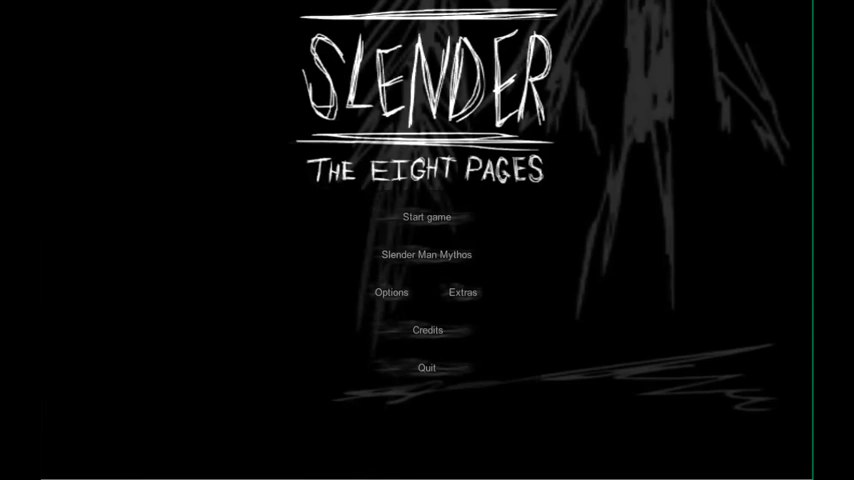 SLENDER
THE EIGHT PAGES
Start game
Slender Man Mythos
Options Extras
Credits
Quit